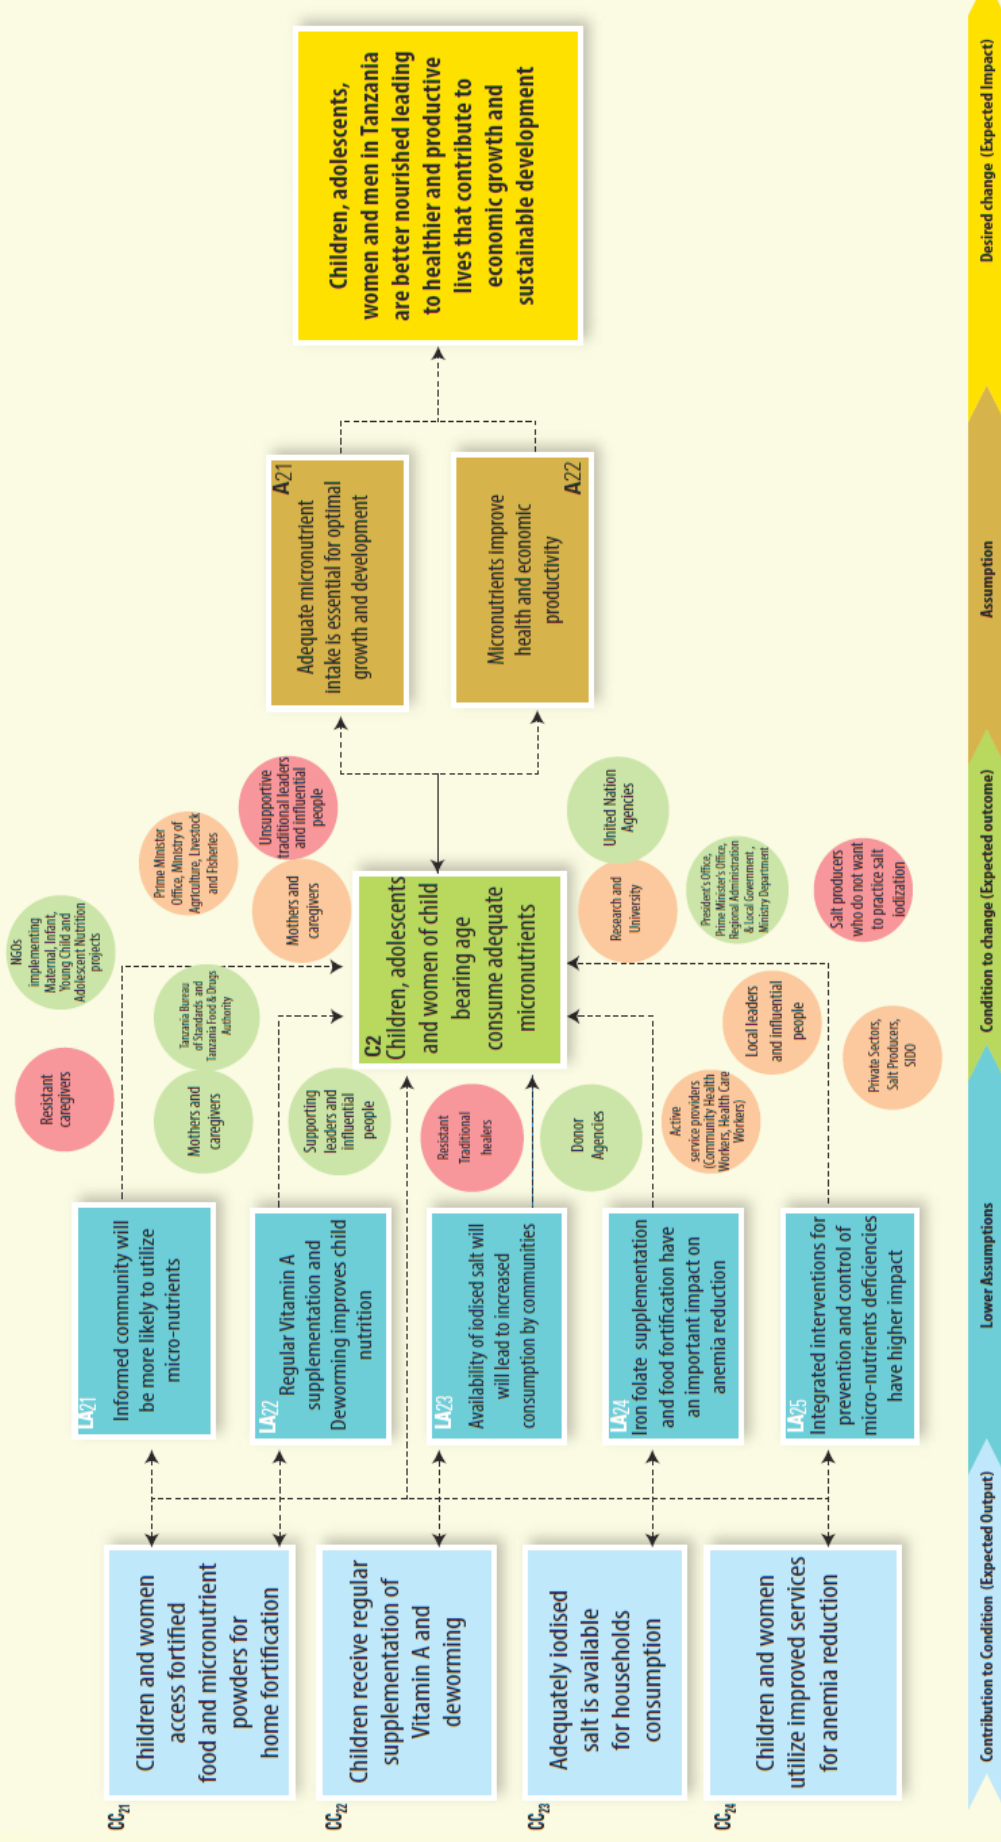 CC21
Children and women
access fortified
food and micronutrient
powders for
home fortification
CC22
Children receive regular
supplementation of
Vitamin A and
deworming
CC23
Adequately iodised
salt is available
for households
consumption
CC24
Children and women
utilize improved services
for anemia reduction
LA21
Informed community will
be more likely to utilize
micro-nutrients
LA22
Regular Vitamin A
supplementation and
Deworming improves child
nutrition
LA23
Availability of iodised salt will
will lead to increased
consumption by communities
LA24
Iron folate supplementation
and food fortification have
an important impact on
anemia reduction
LA25
Integrated interventions for
prevention and control of
micro-nutrients deficiencies
have higher impact
Resistant
caregivers
NGOs
implementing
Maternal, Infant,
Young Child and
Adolescent Nutrition
projects
Mothers and
caregivers
Tanzania Bureau
of Standards and
Tanzania Food & Drugs
Authority
Prime Minister
Office, Ministry of
Agriculture, Livestock
and Fisheries
Supporting
leaders and
influential
people
Mothers and
caregivers
Unsupportive
traditional leaders
and influential
people
Resistant
Traditional
healers
Donor
Agencies
C2
Children, adolescents
and women of child
bearing age
consume adequate
micronutrients
Research and
University
United Nation
Agencies
Active
service providers
(Community Health
Workers, Health Care
Workers)
Local leaders
and influential
people
President's Office,
Prime Minister's Office,
Regional Administration
& Local Government,
Ministry Department
Private Sectors,
Salt Producers,
SIDO
Salt producers
who do not want
to practice salt
iodization
A21
Adequate micronutrient
intake is essential for optimal
growth and development
Micronutrients improve
health and economic
productivity
A22
Children, adolescents,
women and men in Tanzania
are better nourished leading
to healthier and productive
lives that contribute to
economic growth and
sustainable development
Contribution to Condition (Expected Output)
Lower Assumptions
Condition to change (Expected outcome)
Assumption
Desired change (Expected Impact)